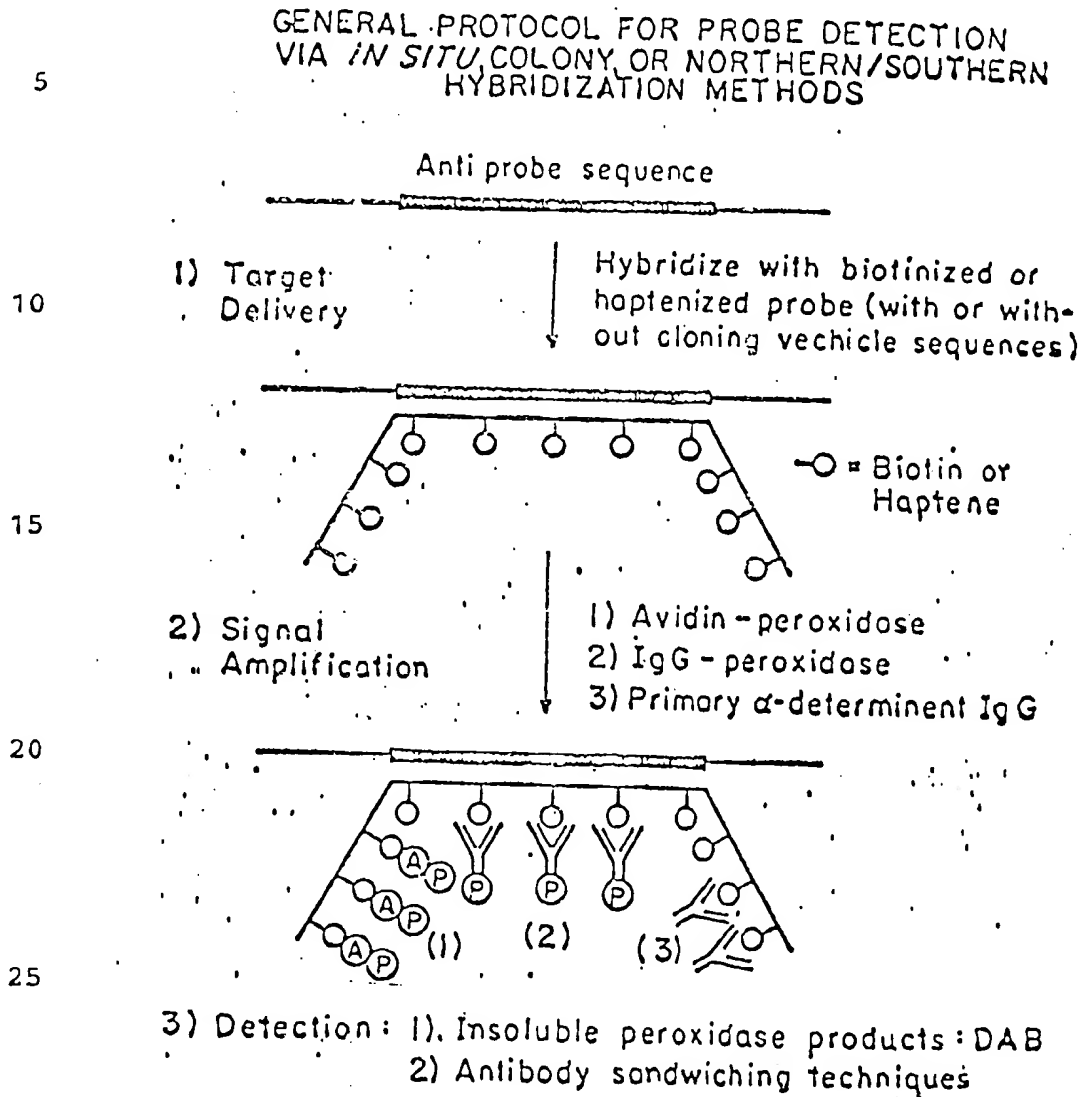 GENERAL PROTOCOL FOR PROBE DETECTION
5 VIA IN SITU, COLONY, OR NORTHERN/SOUTHERN
HYBRIDIZATION METHODS
Anti probe sequence
1) Target
Delivery
10
Hybridize with biotinized or
haptenized probe (with or with-
out cloning vechicle sequences)
-O = Biotin or
Haptene
15
2) Signal
Amplification
1) Avidin-peroxidase
2) IgG-peroxidase
3) Primary α-determinent IgG
20
A P
A P
A P
P P P
(1) (2) (3)
25
3) Detection: 1). Insoluble peroxidase products: DAB
2) Antibody sandwiching techniques